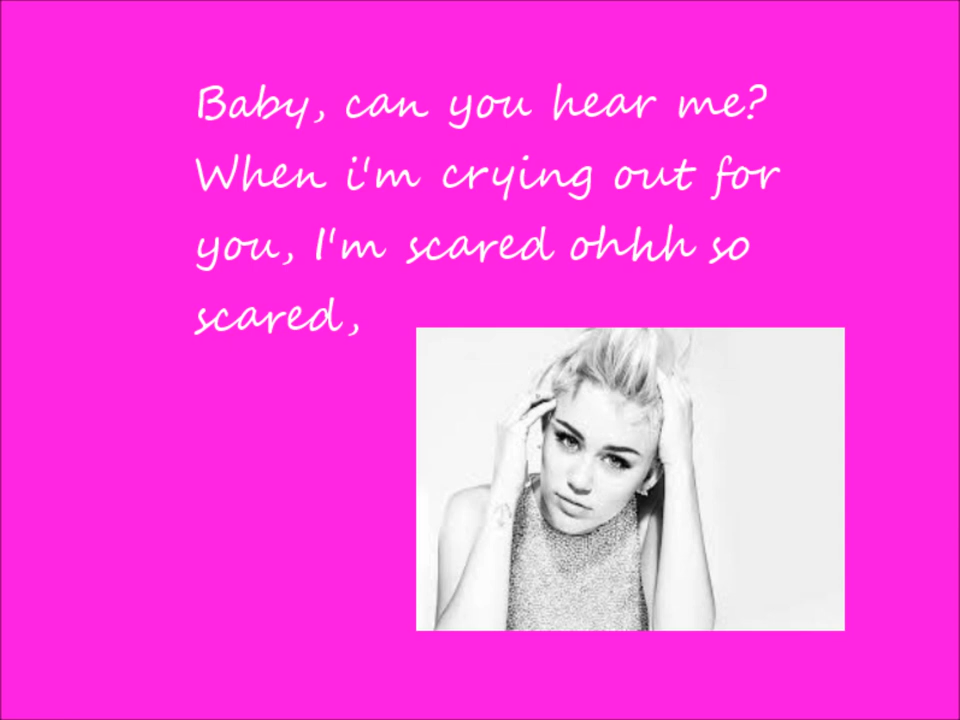 Baby, can you hear me?
When i'm crying out for
you, I'm scared ohhh so
scared,